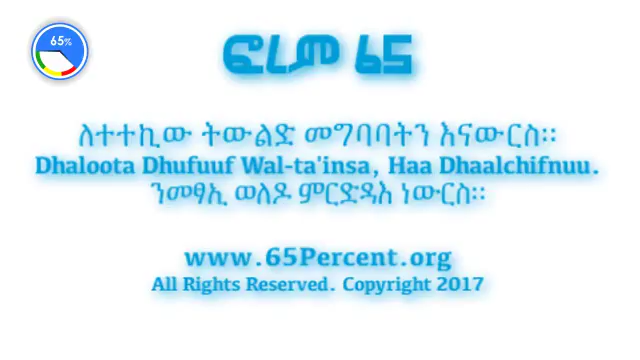 65%
ፎረም 65
ለተተኪው ትውልድ መግባባትን እናውርስ፡፡
Dhaloota Dhufuuf Wal-ta'insa, Haa Dhaalchifnuu.
ንመፃኢ ወለዶ ምርድዳእ ነውርስ፡፡
www.65Percent.org
All Rights Reserved. Copyright 2017